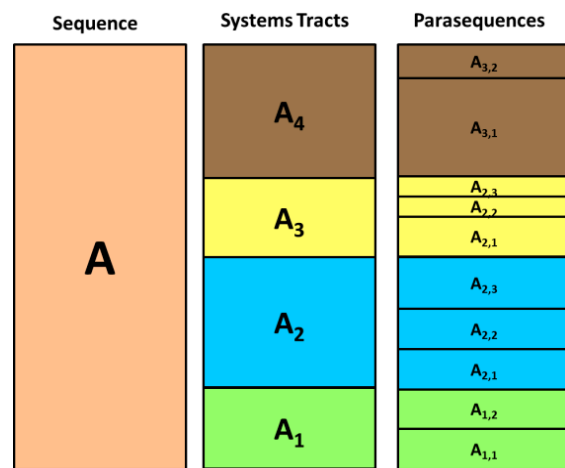 Sequence
Systems Tracts
Parasequences
A
A₄
A₃
A₂
A₁
A₃,₂
A₃,₁
A₂,₃
A₂,₂
A₂,₁
A₂,₃
A₂,₂
A₂,₁
A₁,₂
A₁,₁